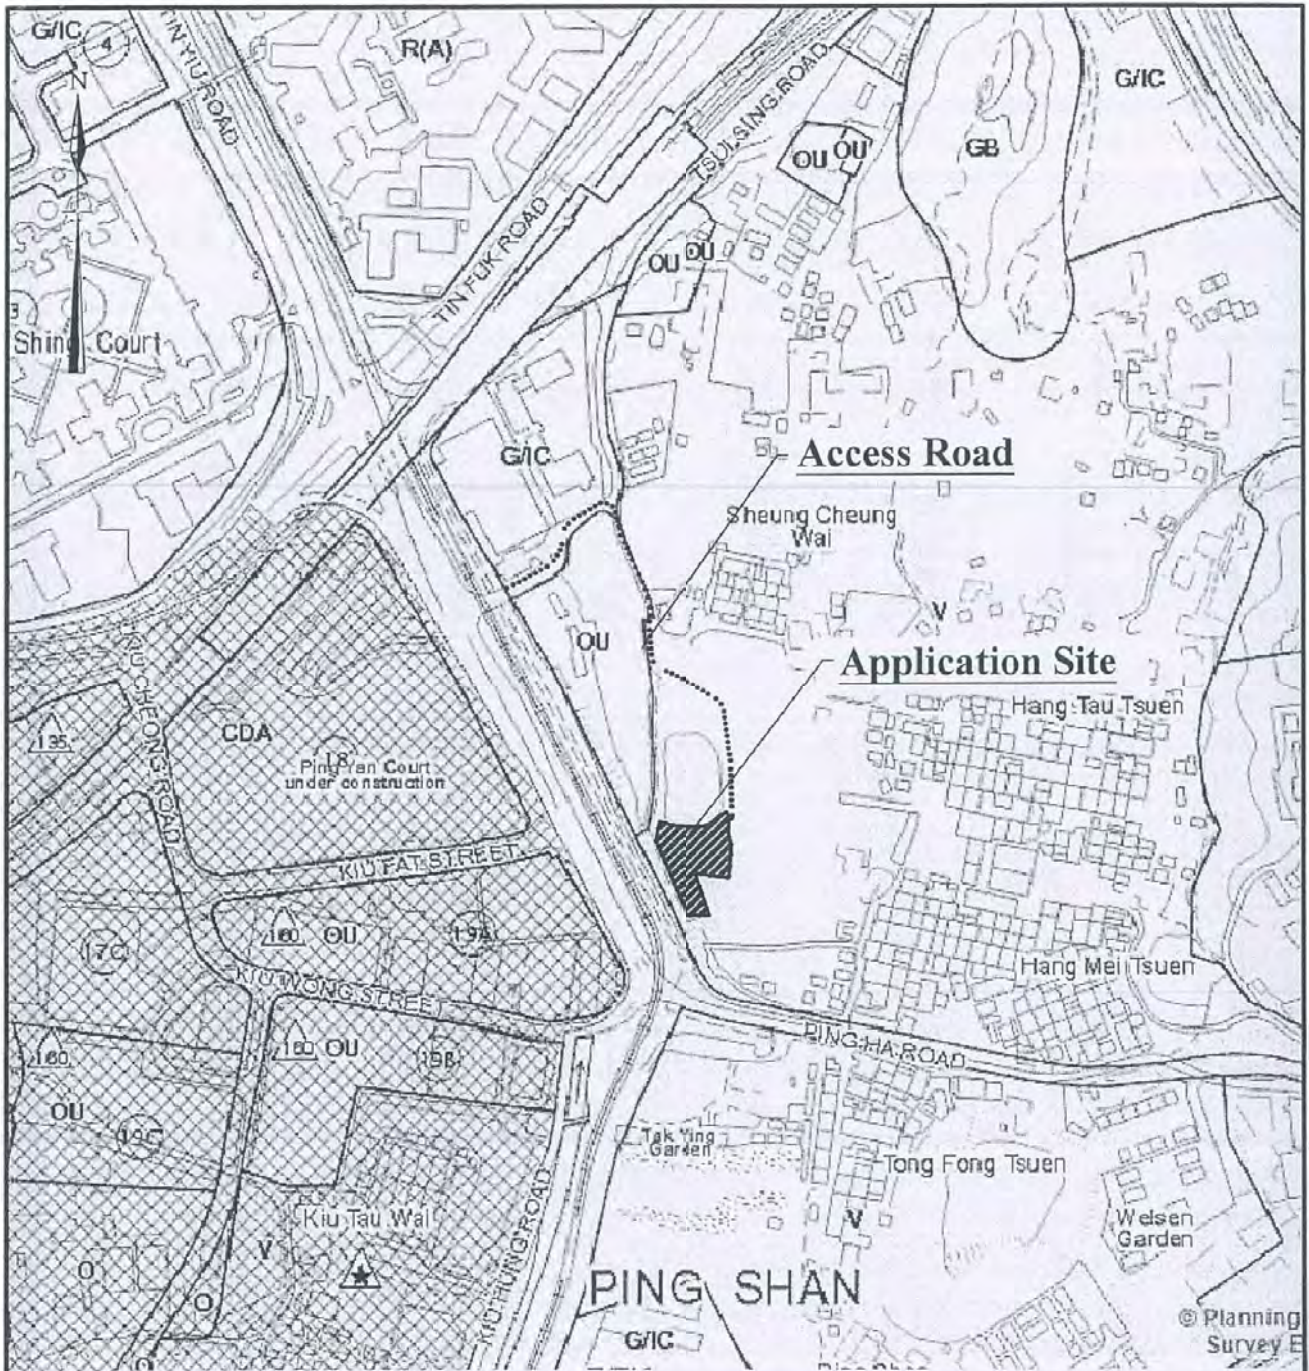 G/IC
4
N
TIN YIU ROAD
R(A)
TSUI SING ROAD
G/IC
OU
OU
GB
TIN FUK ROAD
OU
OU
Shing Court
G/IC
Access Road
Sheung Cheung
Wai
V
OU
Application Site
Hang Tau Tsuen
KIU CHEONG ROAD
135
CDA
18
Ping Yan Court
under construction
KIU FAT STREET
160
OU
19A
17C
Hang Mei Tsuen
KIU WONG STREET
160
OU
19B
PING HA ROAD
160
OU
19C
Tak Ying
Garden
Tong Fong Tsuen
V
Welsen
Garden
Kiu Tau Wai
V
O
O
O
KIU HUNG ROAD
PING SHAN
G/IC
© Planning
Survey